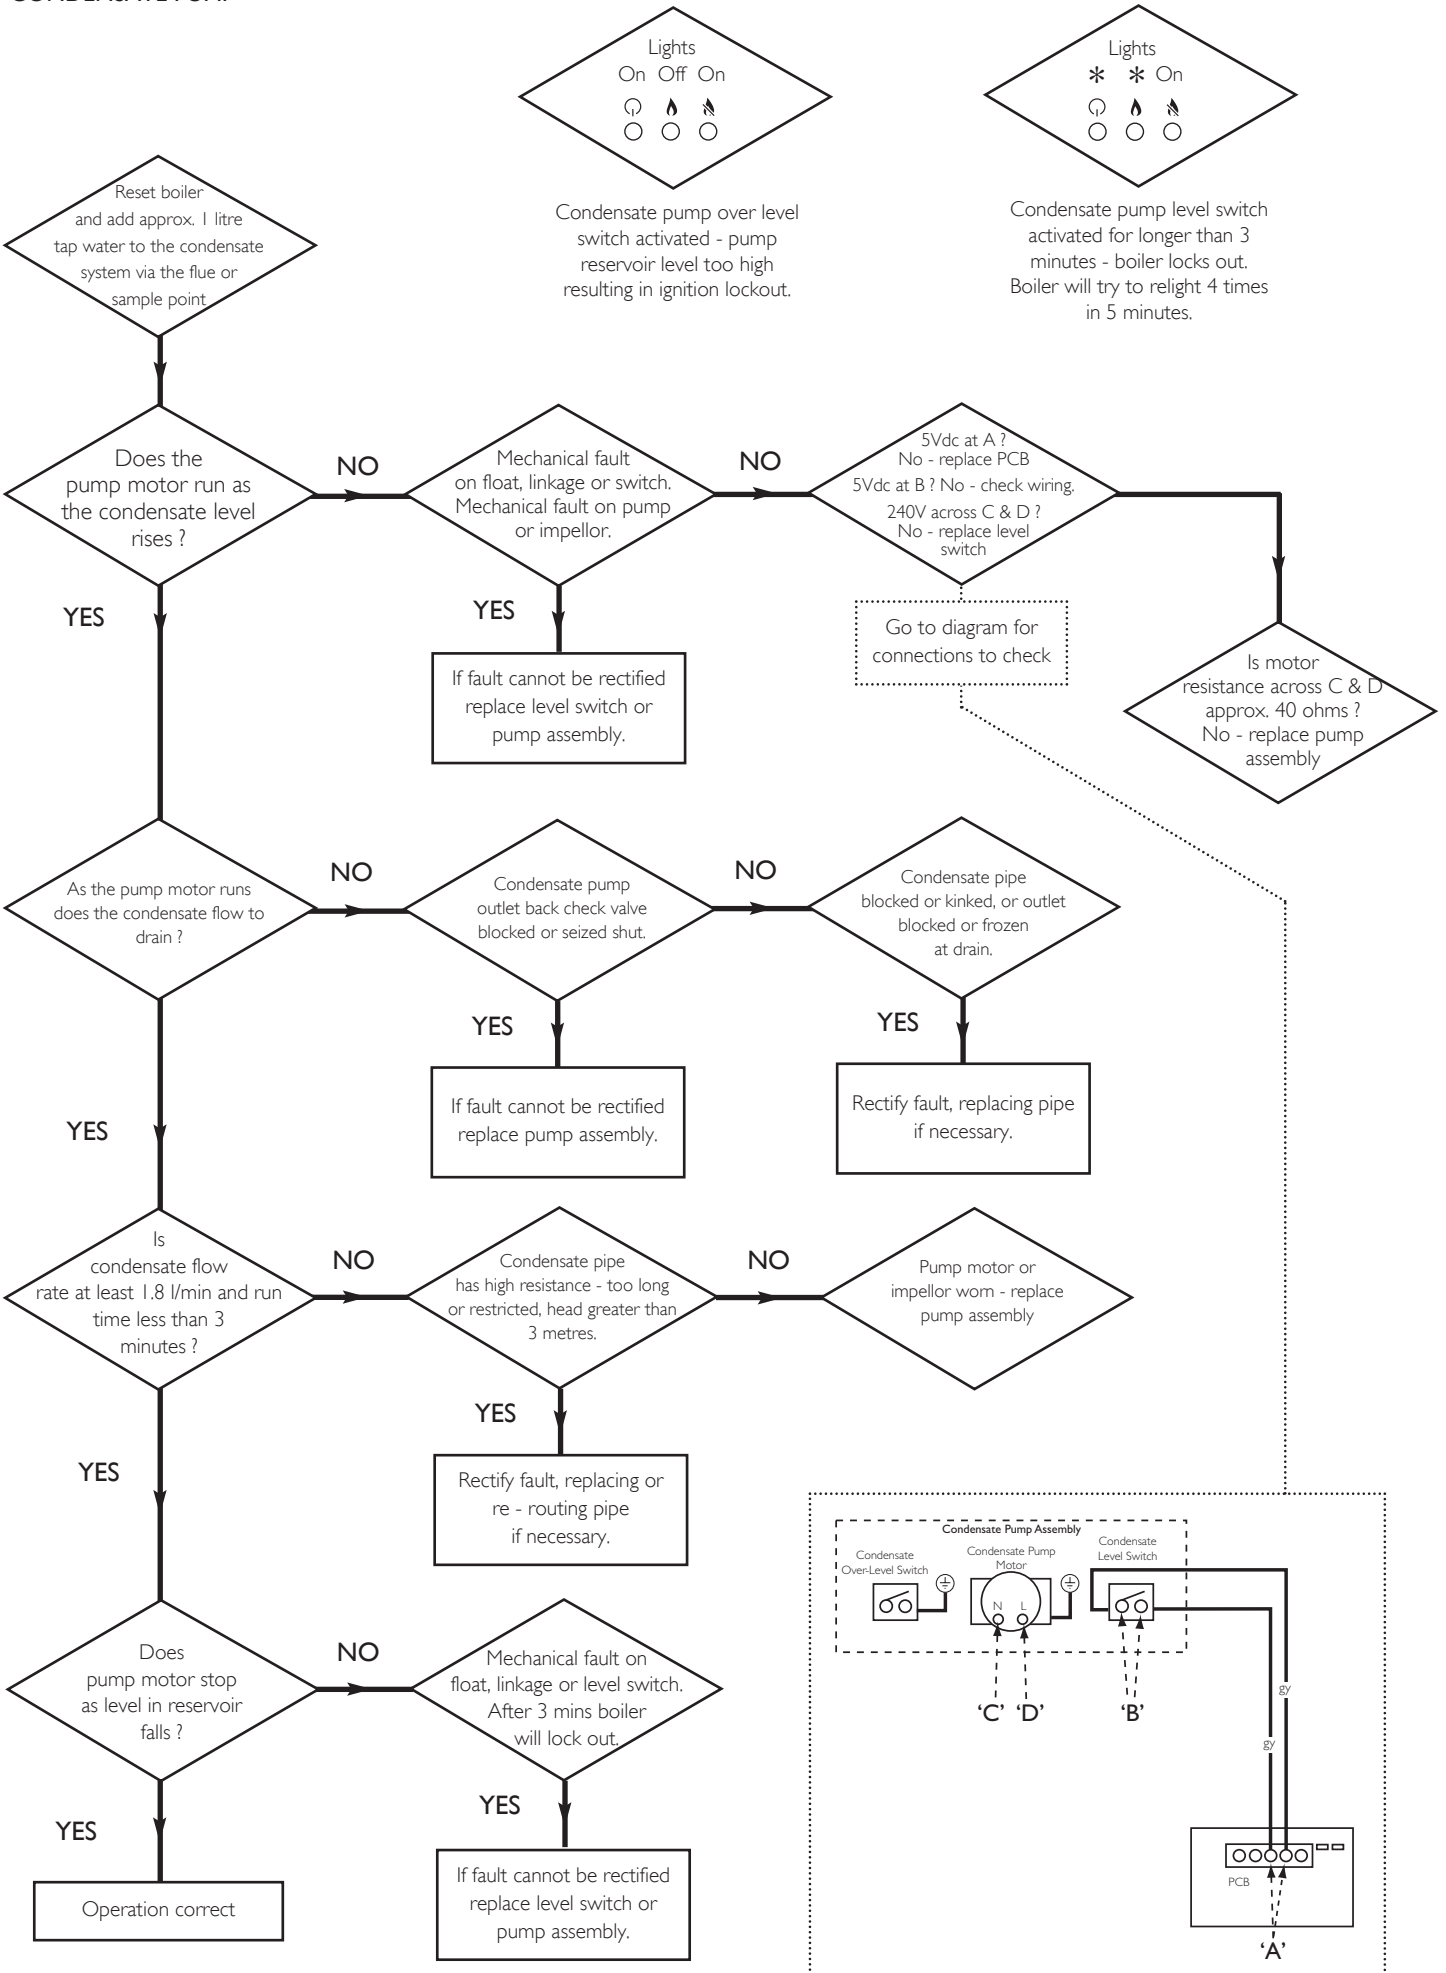 Lights
On Off On
Condensate pump over level
switch activated - pump
reservoir level too high
resulting in ignition lockout.
Lights
* * On
Condensate pump level switch
activated for longer than 3
minutes - boiler locks out.
Boiler will try to relight 4 times
in 5 minutes.
Reset boiler
and add approx. 1 litre
tap water to the condensate
system via the flue or
sample point
Does the
pump motor run as
the condensate level
rises ?
NO
Mechanical fault
on float, linkage or switch.
Mechanical fault on pump
or impellor.
NO
5Vdc at A ?
No - replace PCB
5Vdc at B ? No - check wiring.
240V across C & D ?
No - replace level
switch
YES
YES
If fault cannot be rectified
replace level switch or
pump assembly.
Go to diagram for
connections to check
Is motor
resistance across C & D
approx. 40 ohms ?
No - replace pump
assembly
As the pump motor runs
does the condensate flow to
drain ?
NO
Condensate pump
outlet back check valve
blocked or seized shut.
NO
Condensate pipe
blocked or kinked, or outlet
blocked or frozen
at drain.
YES
YES
YES
If fault cannot be rectified
replace pump assembly.
Rectify fault, replacing pipe
if necessary.
Is
condensate flow
rate at least 1.8 l/min and run
time less than 3
minutes ?
NO
Condensate pipe
has high resistance - too long
or restricted, head greater than
3 metres.
NO
Pump motor or
impellor worn - replace
pump assembly
YES
YES
Rectify fault, replacing or
re - routing pipe
if necessary.
Does
pump motor stop
as level in reservoir
falls ?
NO
Mechanical fault on
float, linkage or level switch.
After 3 mins boiler
will lock out.
YES
YES
Operation correct
If fault cannot be rectified
replace level switch or
pump assembly.
Condensate Pump Assembly
Condensate
Over-Level Switch
Condensate Pump
Motor
Condensate
Level Switch
N L
'C' 'D'
'B'
gy
gy
PCB
'A'